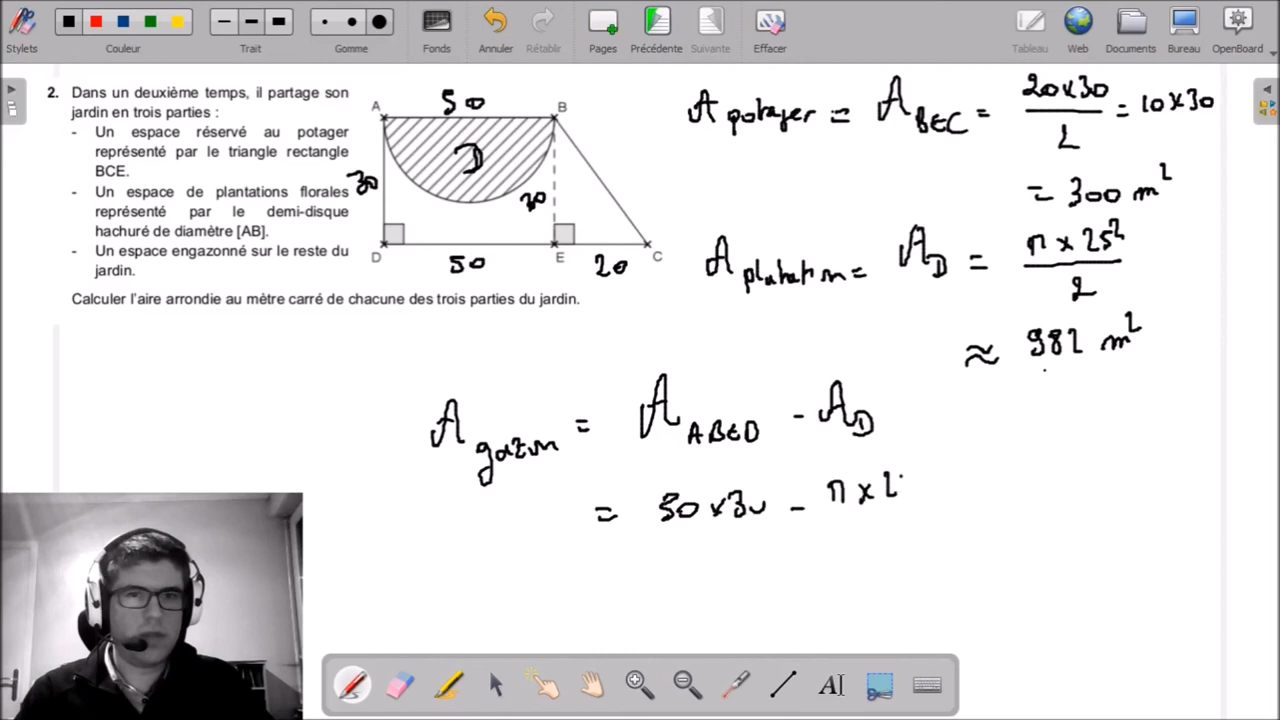 Stylets
Couleur
Trait
Gomme
Fonds
Annuler
Rétablir
Pages
Précédente
Suivante
Effacer
Tableau
Web
Documents
Bureau
OpenBoard
2. Dans un deuxième temps, il partage son
jardin en trois parties :
- Un espace réservé au potager
représenté par le triangle rectangle
BCE.
- Un espace de plantations florales
représenté par le demi-disque
hachuré de diamètre [AB].
- Un espace engazonné sur le reste du
jardin.
Calculer l'aire arrondie au mètre carré de chacune des trois parties du jardin.
A 50 B
D
30 30
D 50 E 20 C
A potager = A BEC = 20×30 / 2 = 10×30
= 300 m²
A plantation = A D = π × 25² / 2
≈ 982 m²
A gazon = A ABED - A D
= 50×30 - π × 2
AI